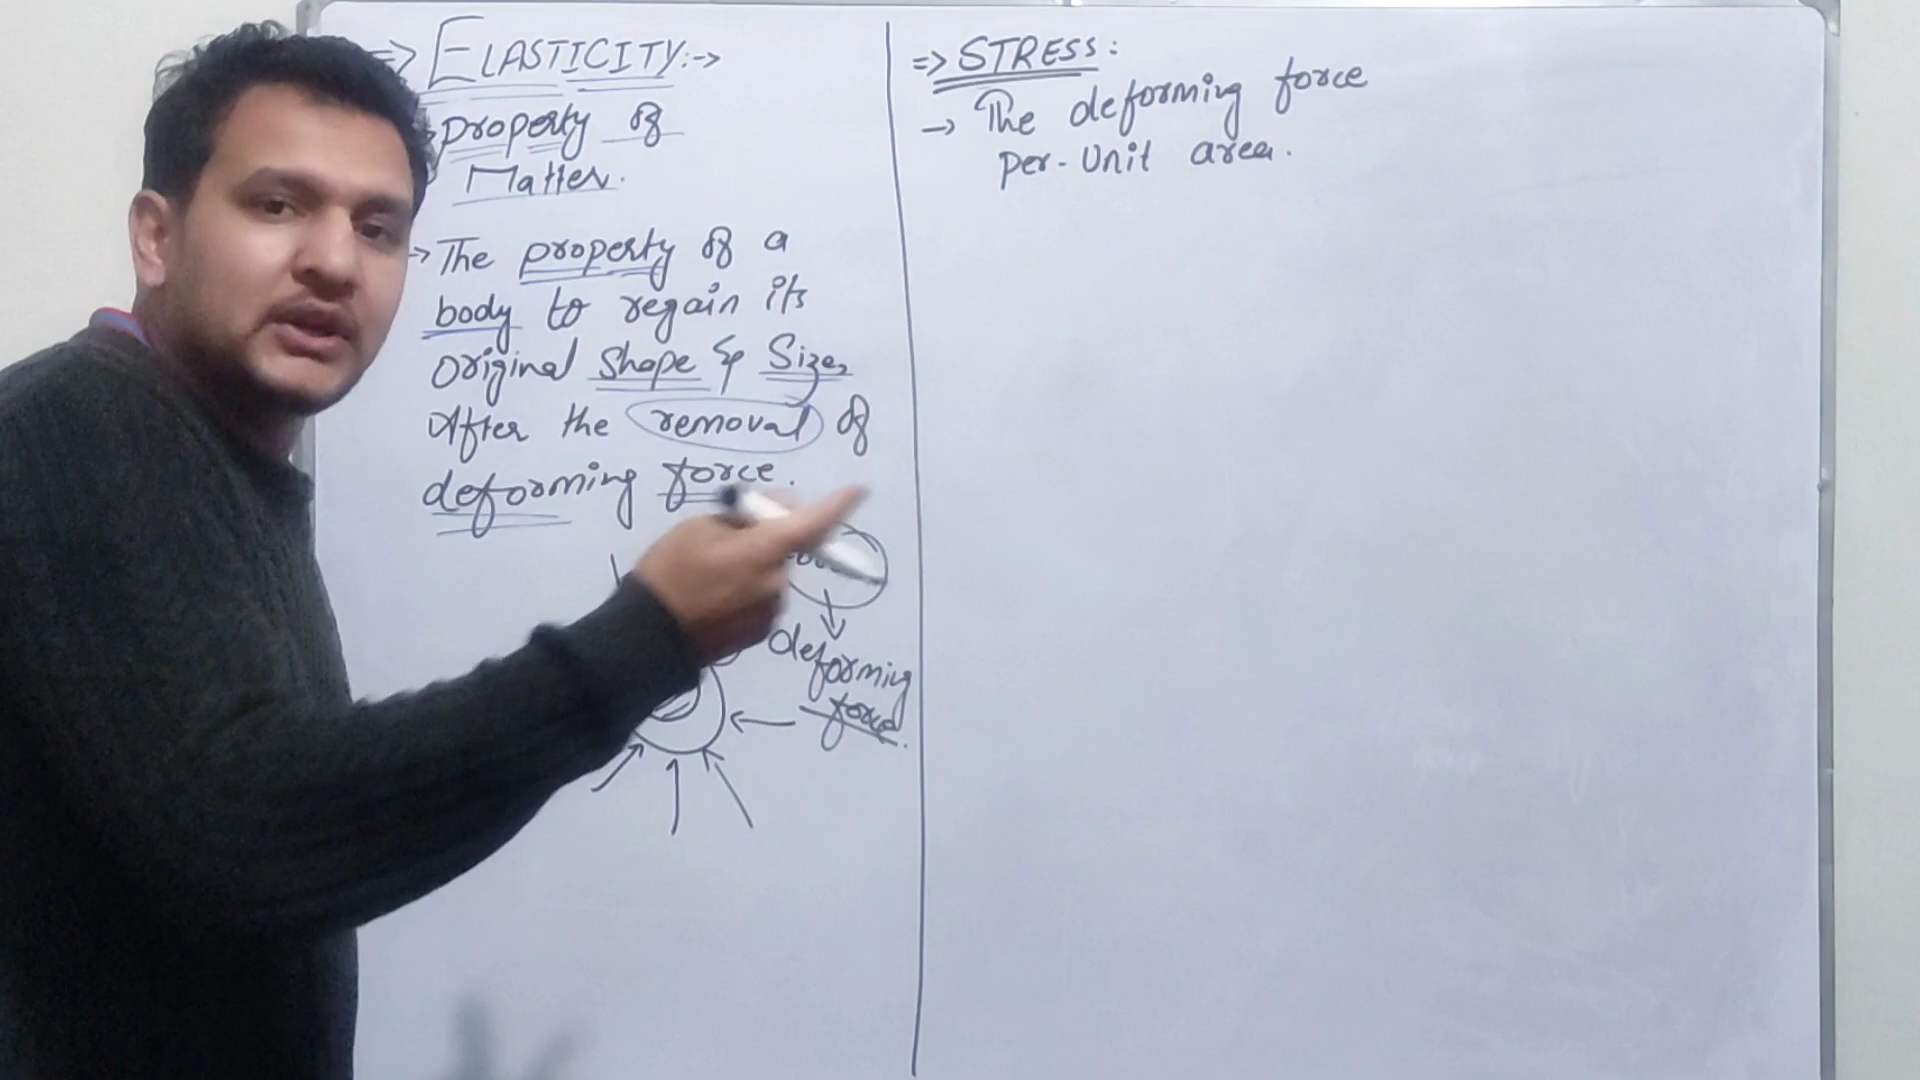 => ELASTICITY:->
property of
Matter.
-> The property of a
body to regain its
original shape & size,
After the removal of
deforming force.
deforming
force.
=> STRESS:
-> The deforming force
per-unit area.